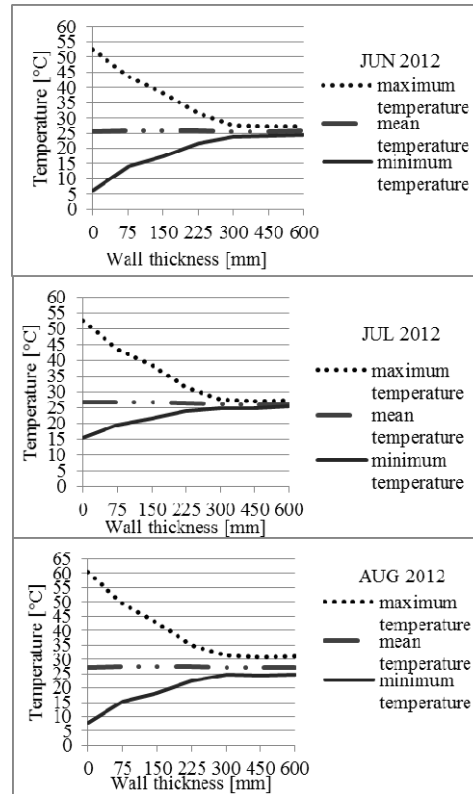 60
55
50
45
40
35
30
25
20
15
10
5
0
Temperature [°C]
0 75 150 225 300 450 600
Wall thickness [mm]
JUN 2012
maximum
temperature
mean
temperature
minimum
temperature
60
55
50
45
40
35
30
25
20
15
10
5
0
Temperature [°C]
0 75 150 225 300 450 600
Wall thickness [mm]
JUL 2012
maximum
temperature
mean
temperature
minimum
temperature
65
60
55
50
45
40
35
30
25
20
15
10
5
0
Temperature [°C]
0 75 150 225 300 450 600
Wall thickness [mm]
AUG 2012
maximum
temperature
mean
temperature
minimum
temperature